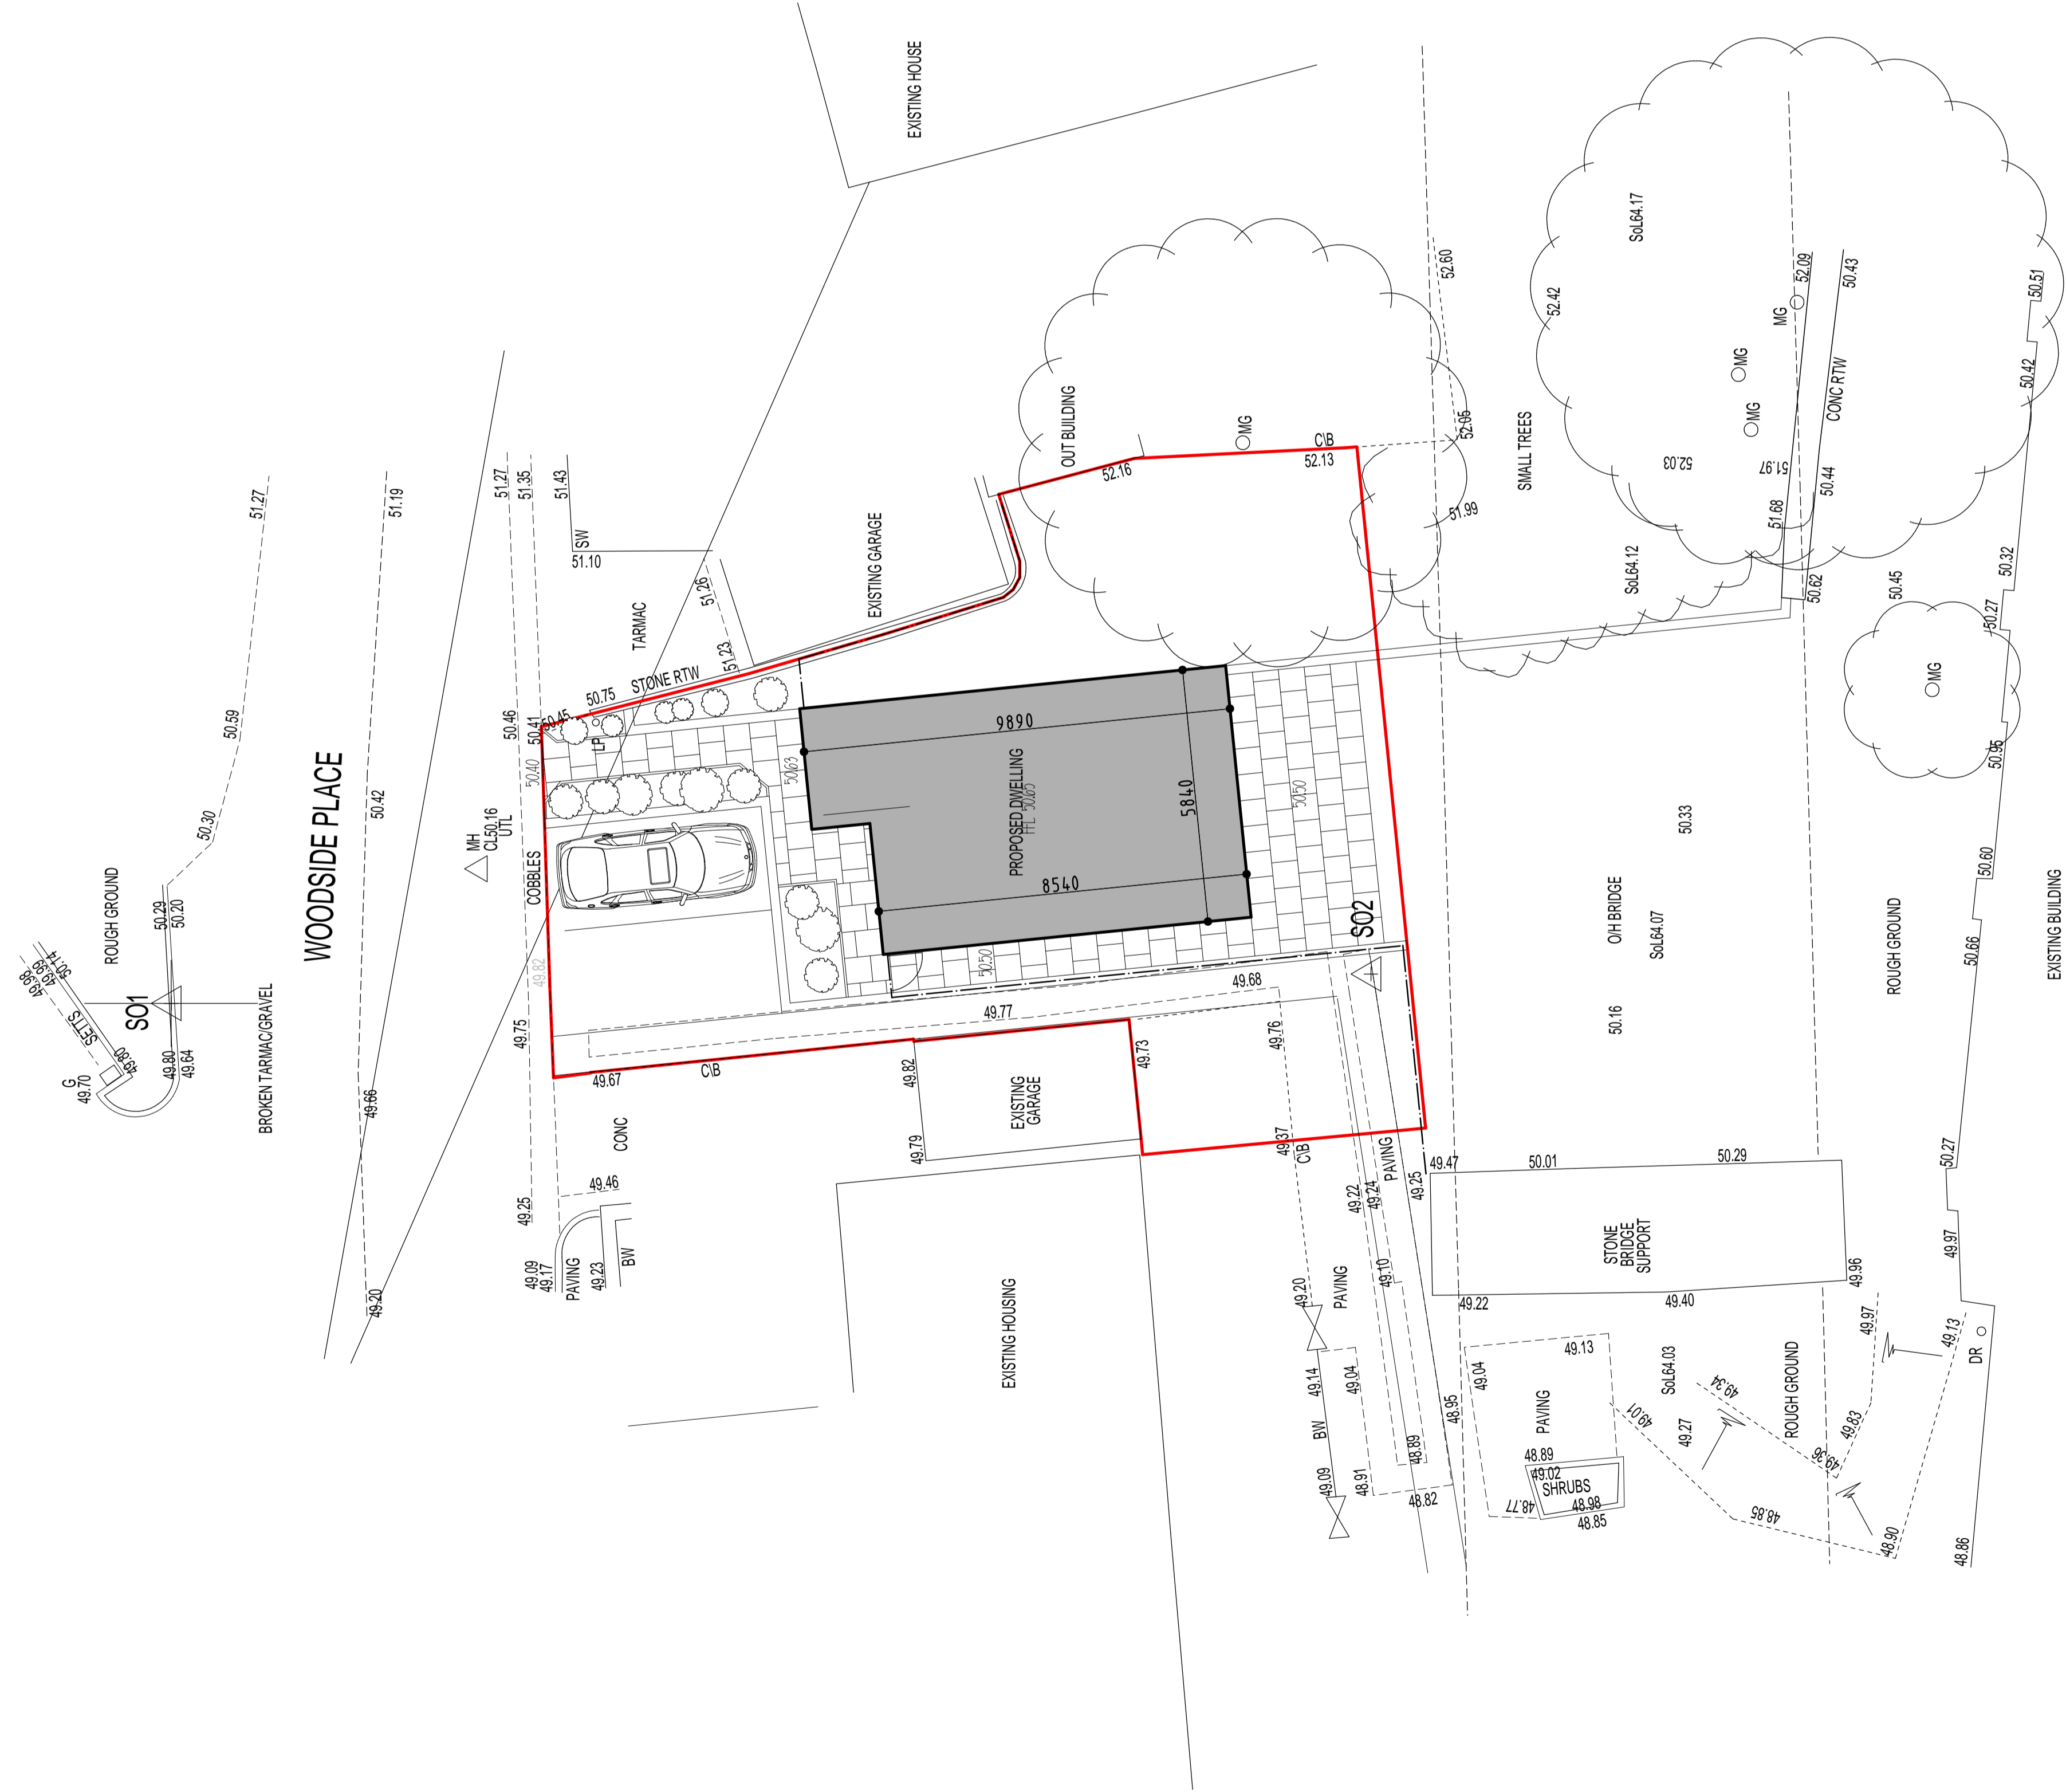 EXISTING HOUSE
WOODSIDE PLACE
ROUGH GROUND
SO1
SETTS
49.98
49.99
50.14
49.80
G
49.70
49.80
49.64
50.29
50.20
BROKEN TARMAC/GRAVEL
50.30
50.59
51.27
51.19
50.42
49.66
49.20
MH
CL50.16
UTL
COBBLES
51.27
51.35
51.43
SW
51.10
51.26
51.23
TARMAC
50.46
50.41
50.45
50.40
50.75
STONE RTW
LP
49.82
49.75
49.25
49.67
C\B
CONC
49.46
49.09
49.17
PAVING
49.23
BW
EXISTING GARAGE
OUT BUILDING
52.16
C\B
52.13
MG
52.60
52.05
51.99
SMALL TREES
50.63
9890
PROPOSED DWELLING
FFL 50.65
5840
8540
50.50
50.50
SO2
49.68
49.77
49.76
49.73
49.82
49.79
EXISTING
GARAGE
49.37
C\B
PAVING
49.22
49.24
49.25
EXISTING HOUSING
49.20
PAVING
49.10
49.14
BW
49.04
49.09
48.91
48.89
48.82
48.95
SoL64.17
52.42
MG
MG
MG
52.09
50.43
CONC RTW
52.03
51.97
51.68
50.44
50.62
SoL64.12
50.45
50.51
50.42
50.32
50.27
MG
50.95
50.60
50.66
50.33
O/H BRIDGE
SoL64.07
50.16
ROUGH GROUND
EXISTING BUILDING
50.27
49.97
49.47
50.01
50.29
STONE
BRIDGE
SUPPORT
49.22
49.40
49.96
49.97
49.13
DR
49.04
49.13
PAVING
48.89
49.02
SHRUBS
48.98
48.85
48.77
SoL64.03
49.34
49.01
49.27
ROUGH GROUND
49.83
49.36
48.85
48.90
48.86